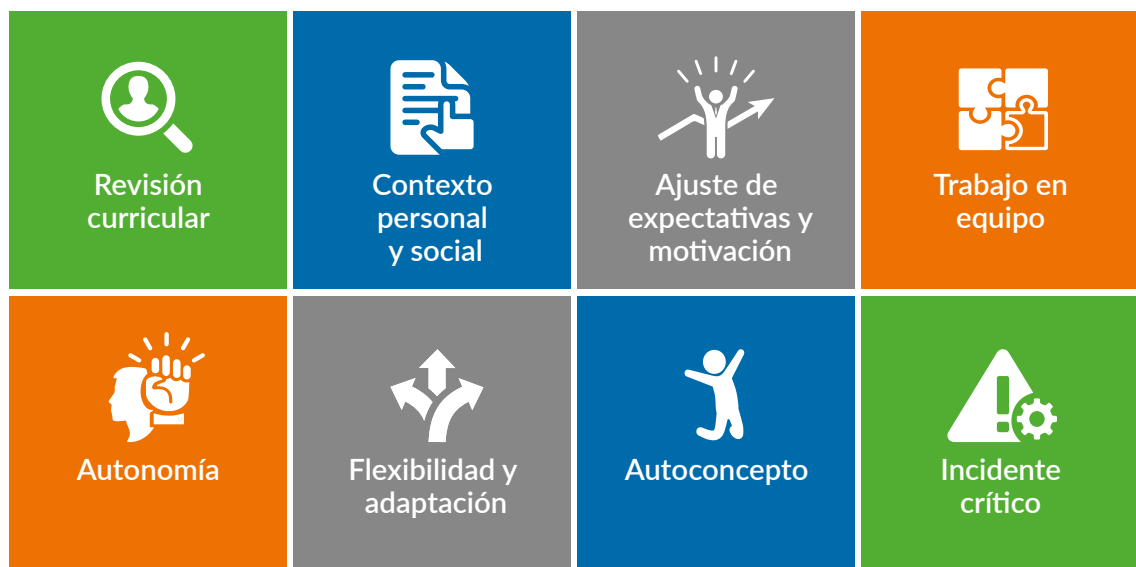 Revisión
curricular
Contexto
personal
y social
Ajuste de
expectativas y
motivación
Trabajo en
equipo
Autonomía
Flexibilidad y
adaptación
Autoconcepto
Incidente
crítico